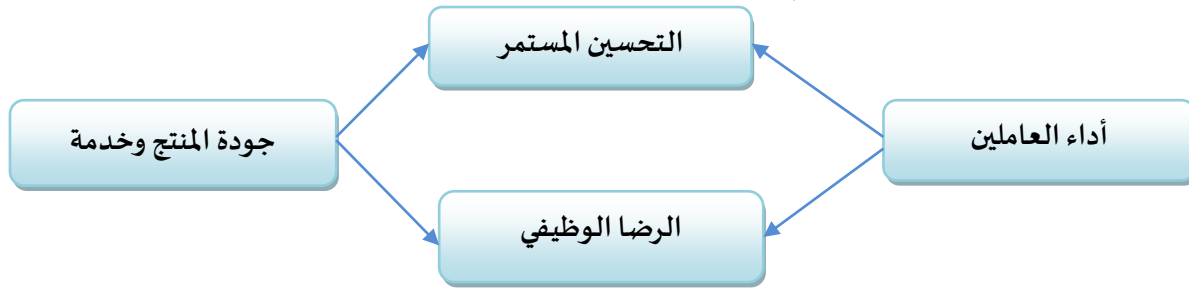 التحسين المستمر
أداء العاملين
جودة المنتج وخدمة
الرضا الوظيفي